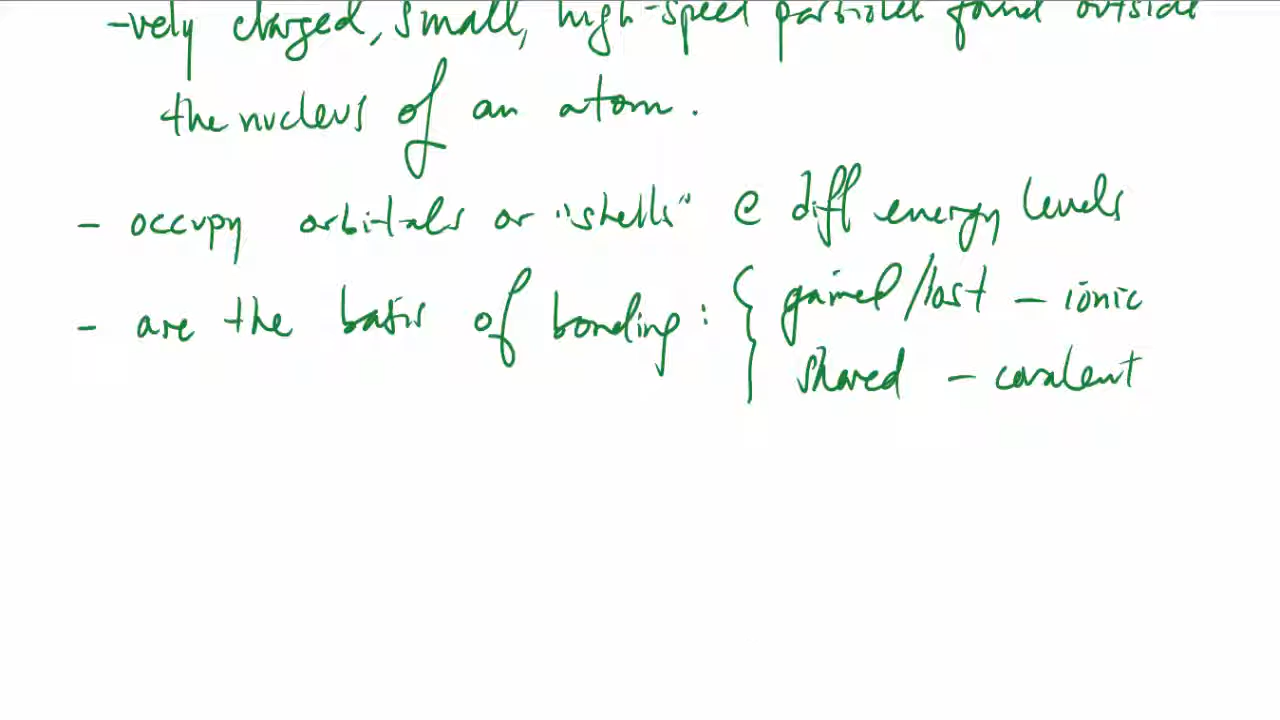 -vely charged, small, high-speed particles found outside
the nucleus of an atom.
- occupy orbitals or "shells" @ diff energy levels
- are the basis of bonding: { gained/lost - ionic
shared - covalent